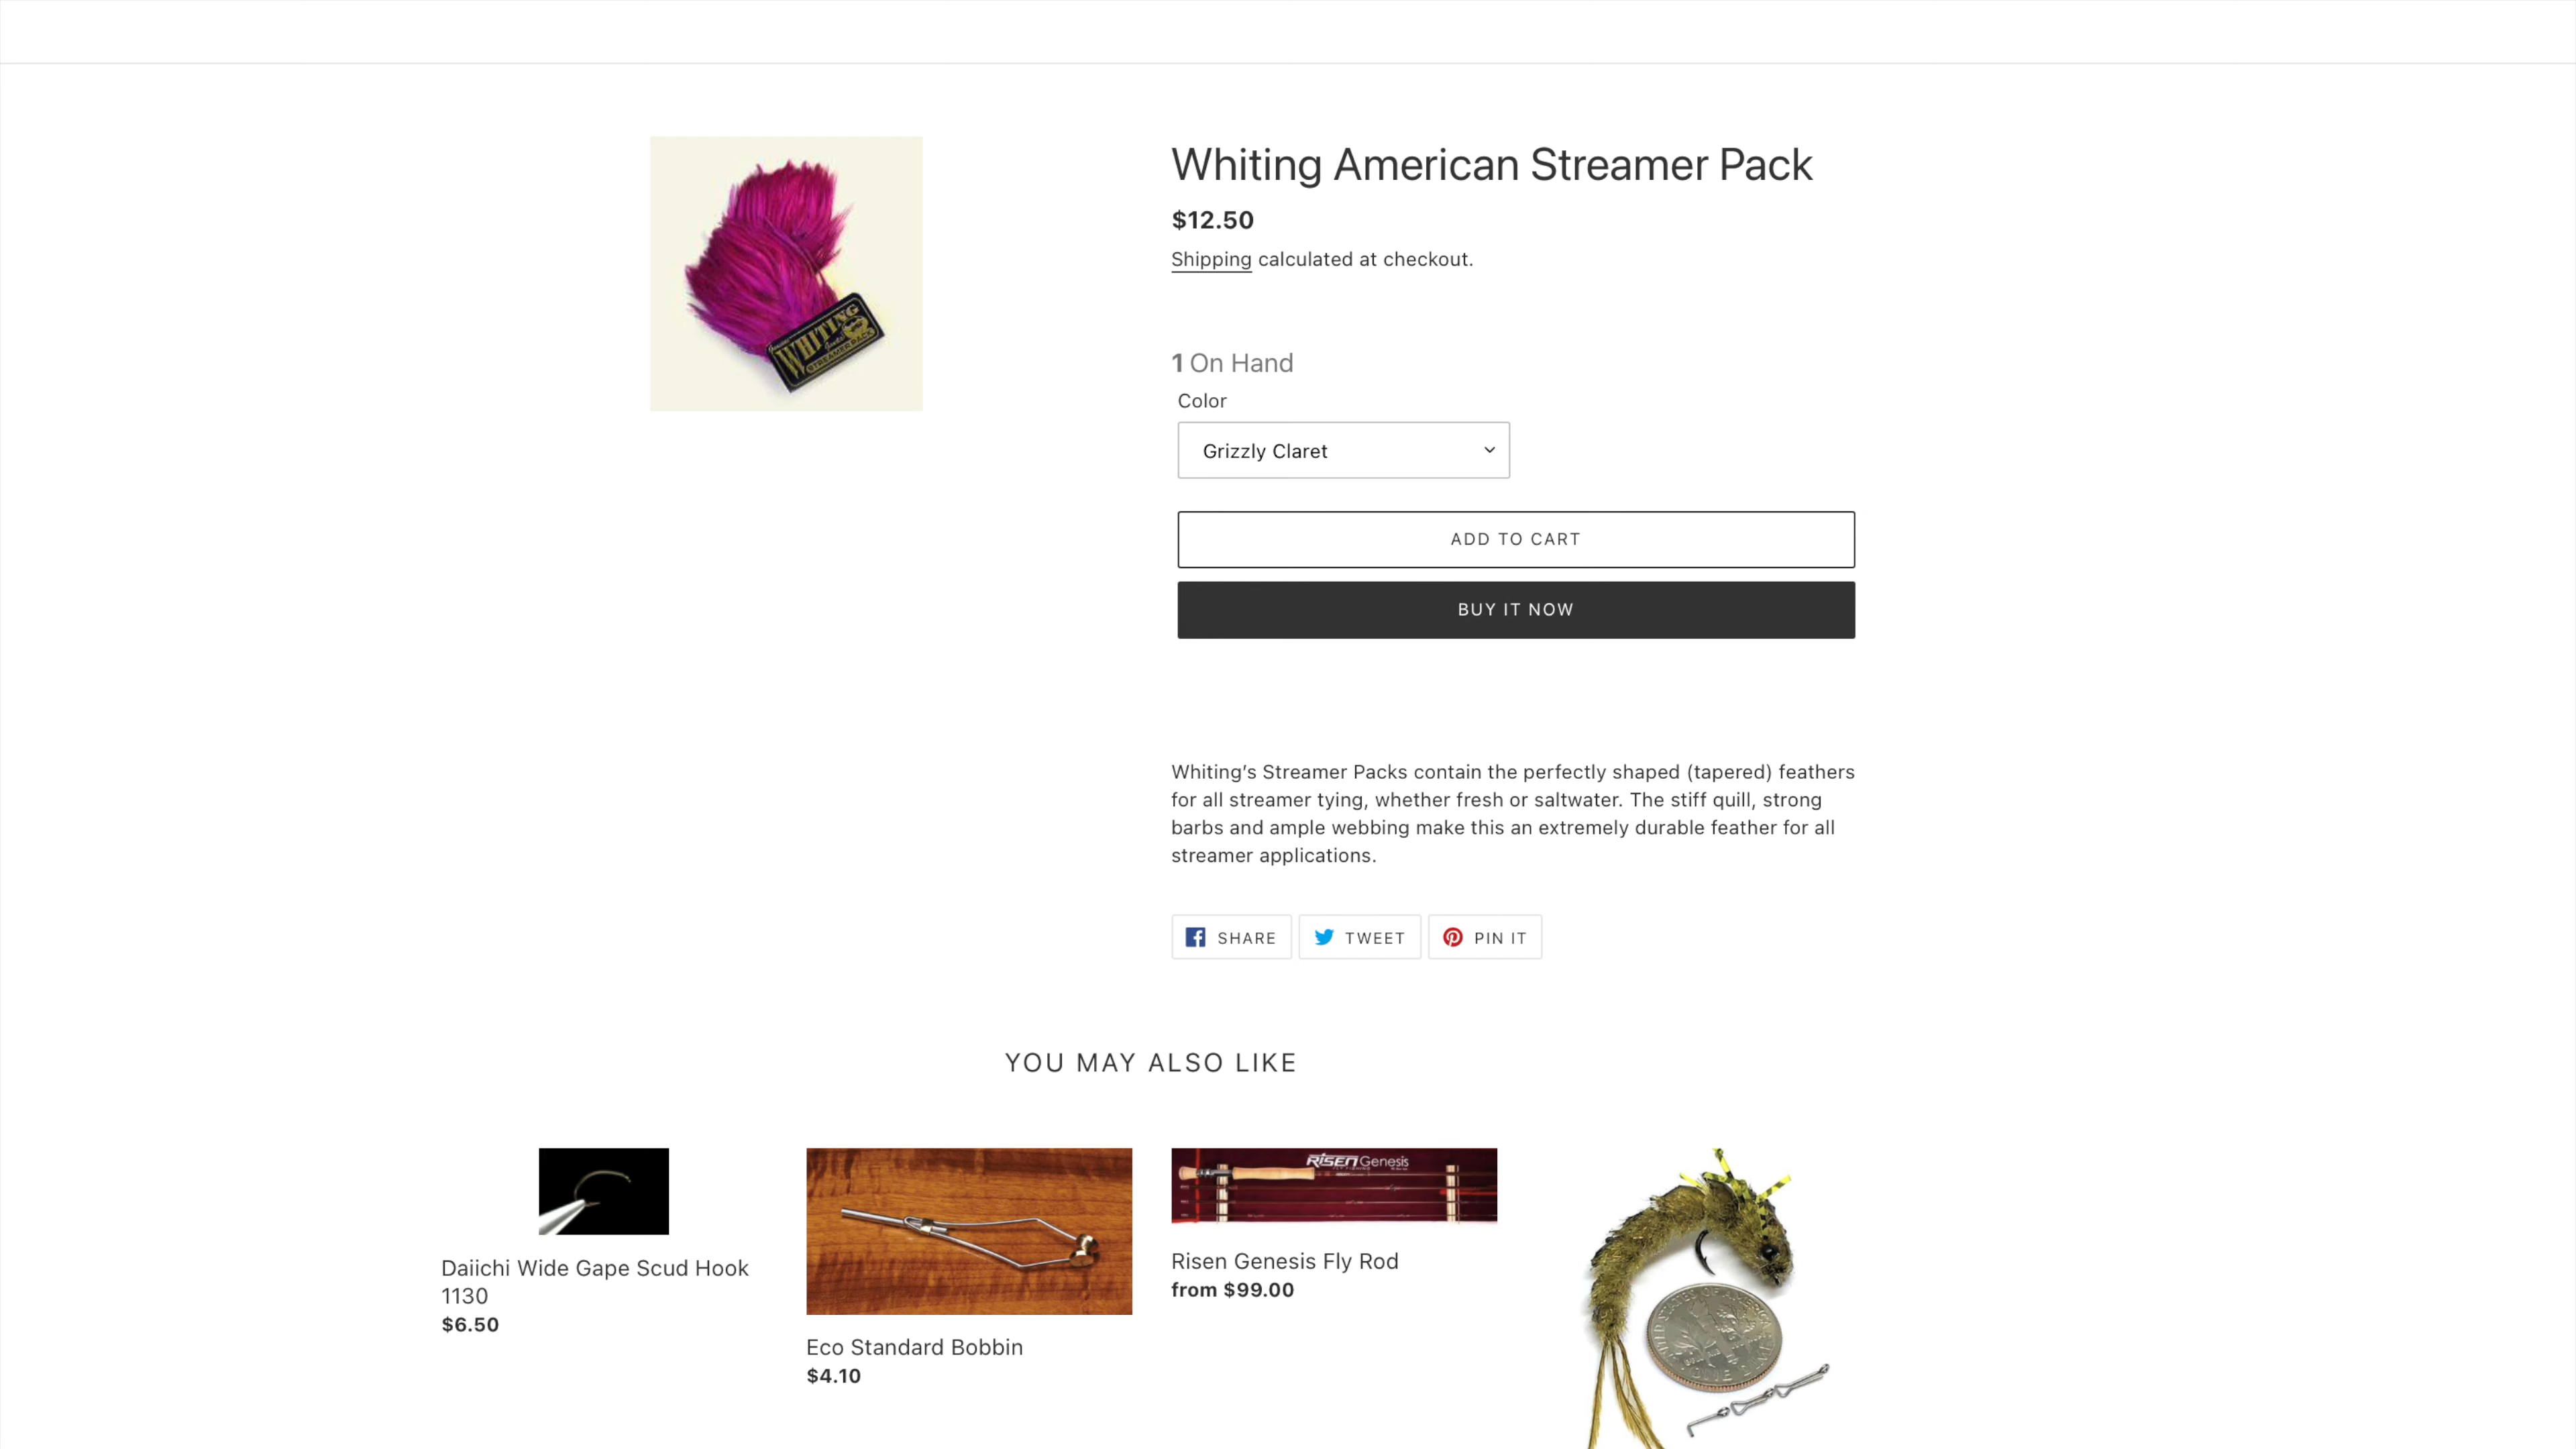 WHITING
STREAMER PACK
Whiting American Streamer Pack
$12.50
Shipping calculated at checkout.
1 On Hand
Color
Grizzly Claret
ADD TO CART
BUY IT NOW
Whiting’s Streamer Packs contain the perfectly shaped (tapered) feathers
for all streamer tying, whether fresh or saltwater. The stiff quill, strong
barbs and ample webbing make this an extremely durable feather for all
streamer applications.
SHARE
TWEET
PIN IT
YOU MAY ALSO LIKE
Daiichi Wide Gape Scud Hook
1130
$6.50
Eco Standard Bobbin
$4.10
RISEN Genesis
Risen Genesis Fly Rod
from $99.00